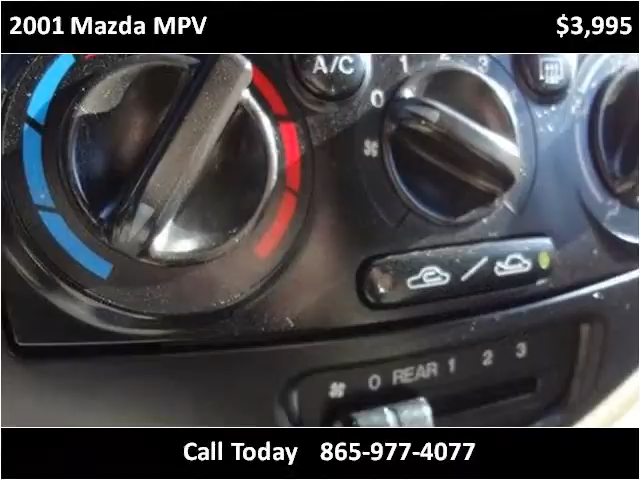 2001 Mazda MPV $3,995
A/C 1 2 3
0
0 REAR 1 2 3
Call Today 865-977-4077